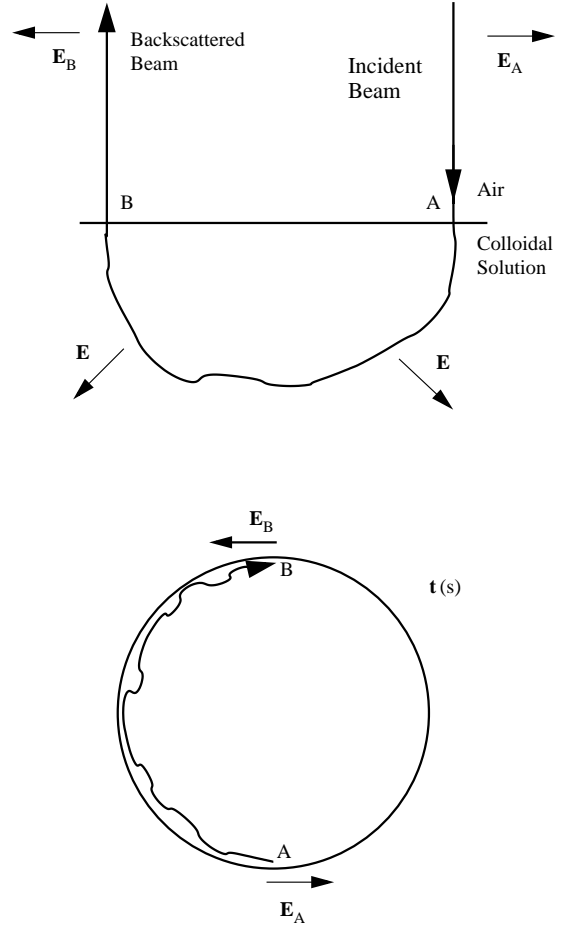 E_B
Backscattered
Beam
Incident
Beam
E_A
B
A
Air
Colloidal
Solution
E
E
E_B
B
t (s)
A
E_A